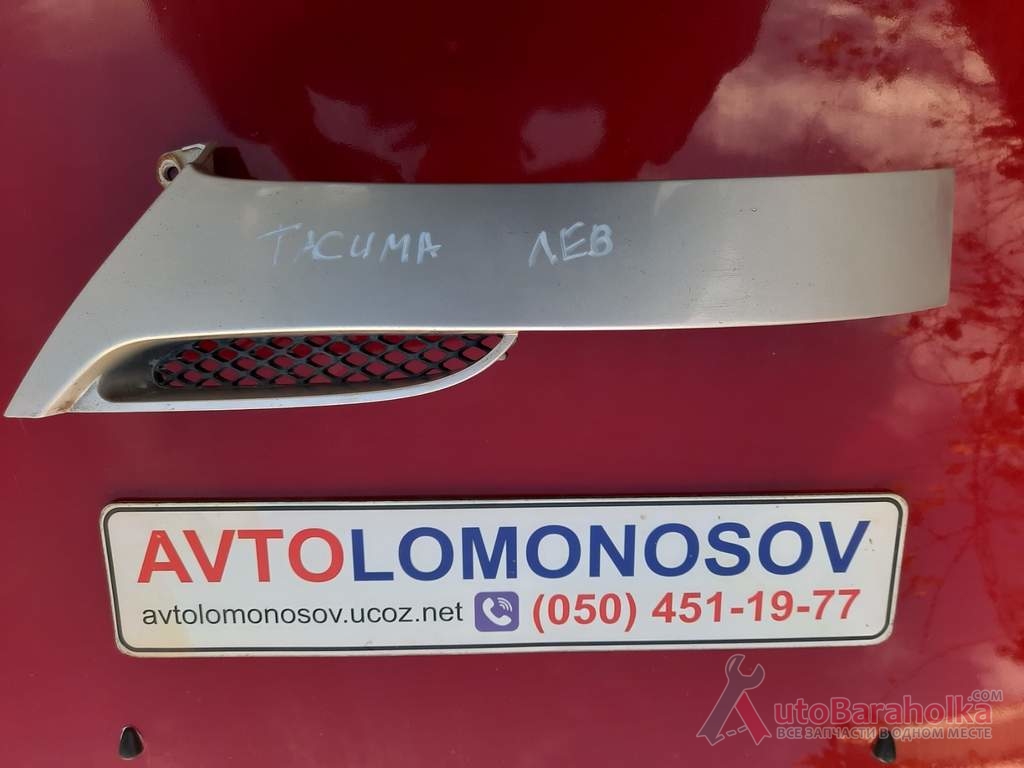 ТАСИМА ЛЕВ
AVTOLOMONOSOV
avtolomonosov.ucoz.net (050) 451-19-77
AutoBaraholka.COM
ВСЕ ЗАПЧАСТИ В ОДНОМ МЕСТЕ